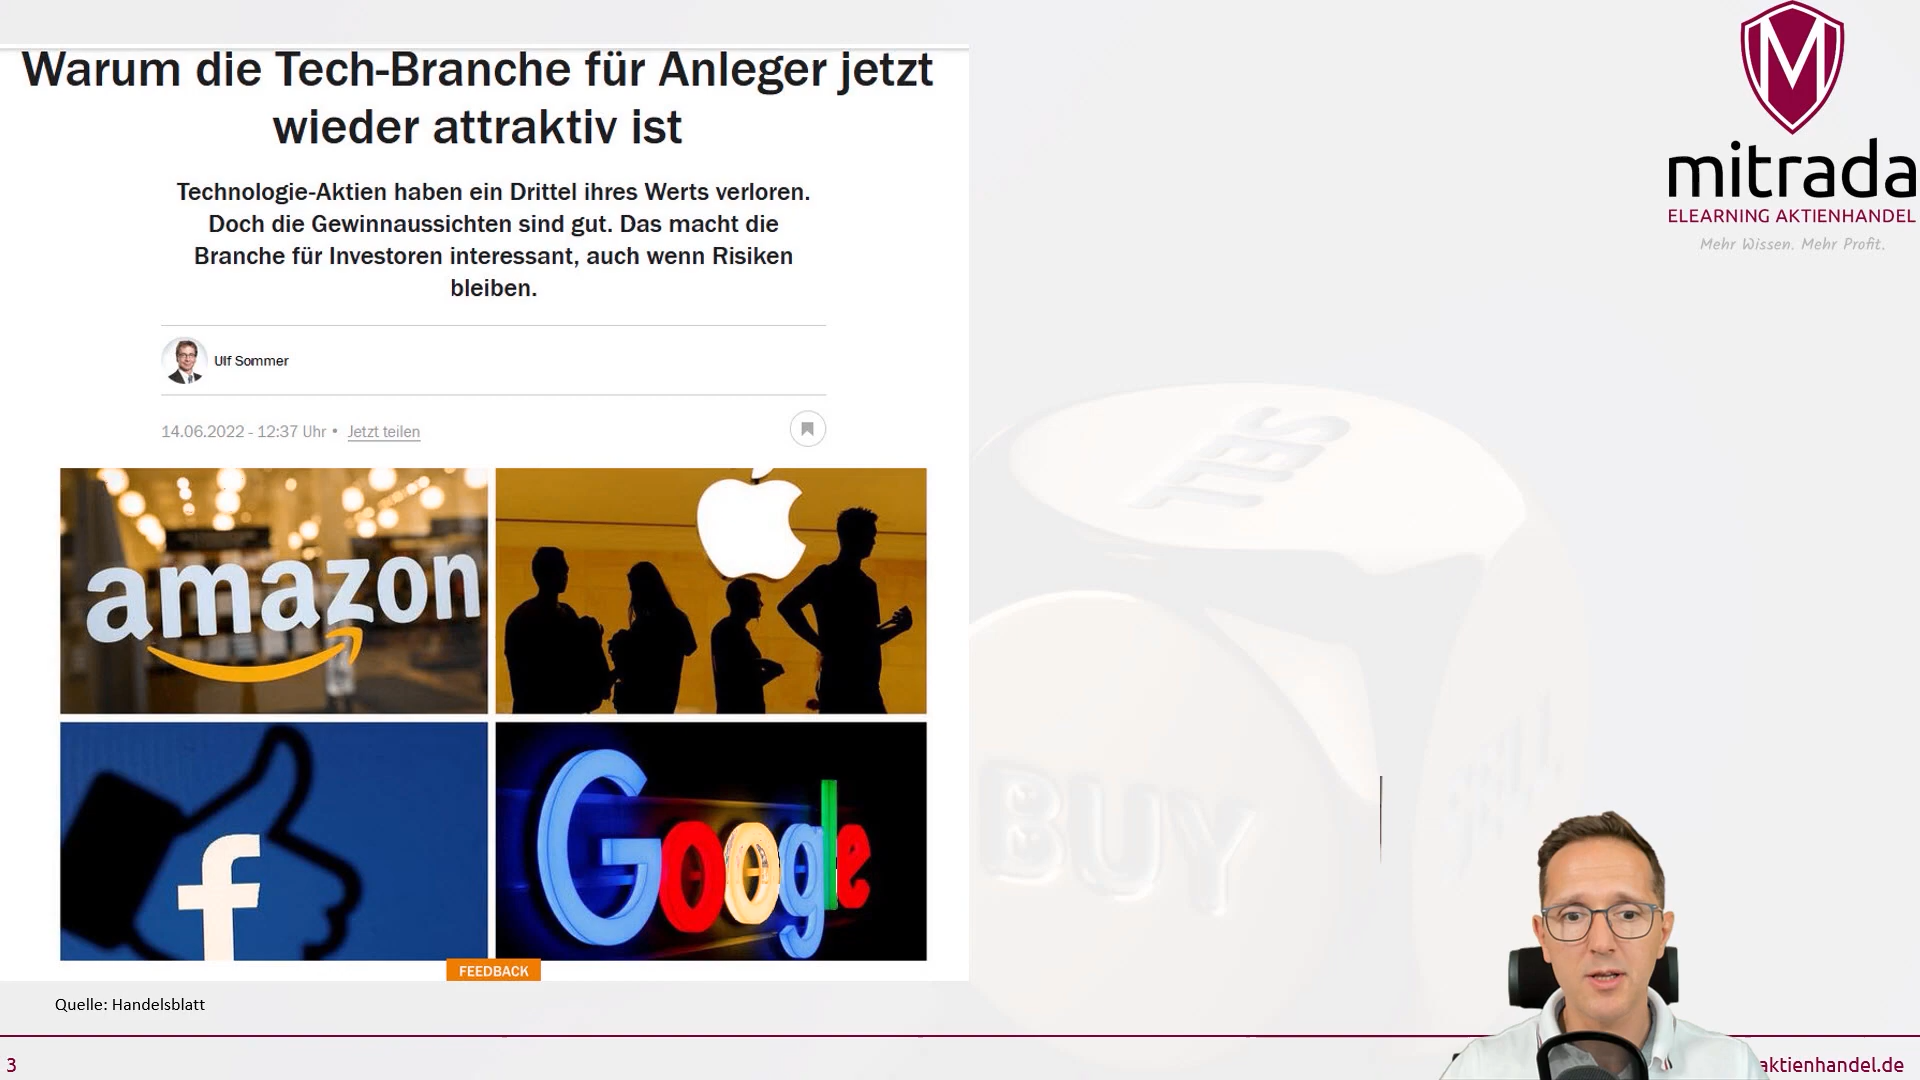 Warum die Tech-Branche für Anleger jetzt
wieder attraktiv ist
Technologie-Aktien haben ein Drittel ihres Werts verloren.
Doch die Gewinnaussichten sind gut. Das macht die
Branche für Investoren interessant, auch wenn Risiken
bleiben.
Ulf Sommer
14.06.2022 - 12:37 Uhr • Jetzt teilen
amazon
f
Google
FEEDBACK
Quelle: Handelsblatt
3
M
mitrada
ELEARNING AKTIENHANDEL
Mehr Wissen. Mehr Profit.
SELL
BUY
aktienhandel.de